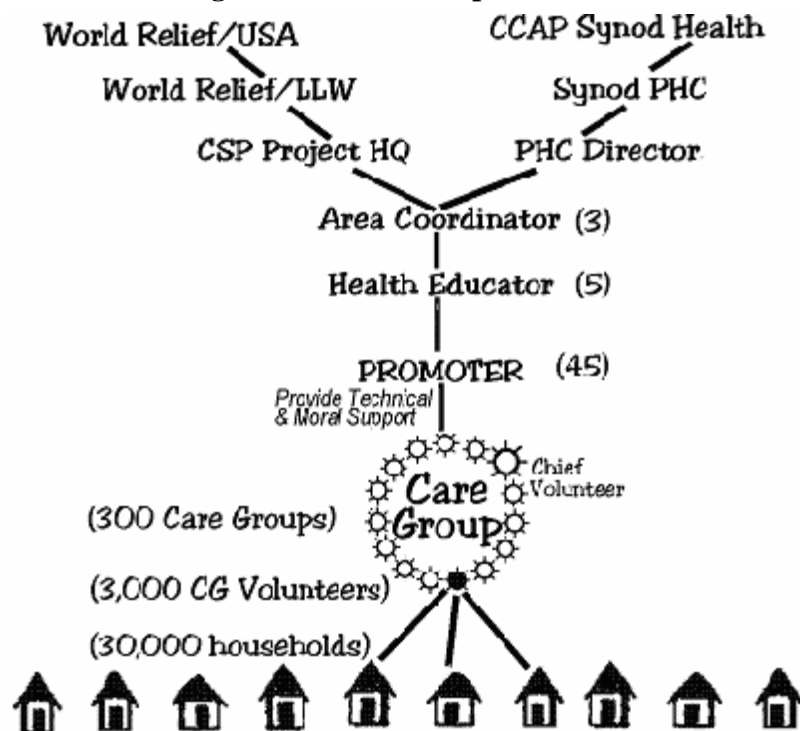 World Relief/USA
CCAP Synod Health
World Relief/LLW
Synod PHC
CSP Project HQ
PHC Director
Area Coordinator (3)
Health Educator (5)
PROMOTER (45)
Provide Technical
& Moral Support
Chief
Volunteer
Care
Group
(300 Care Groups)
(3,000 CG Volunteers)
(30,000 households)